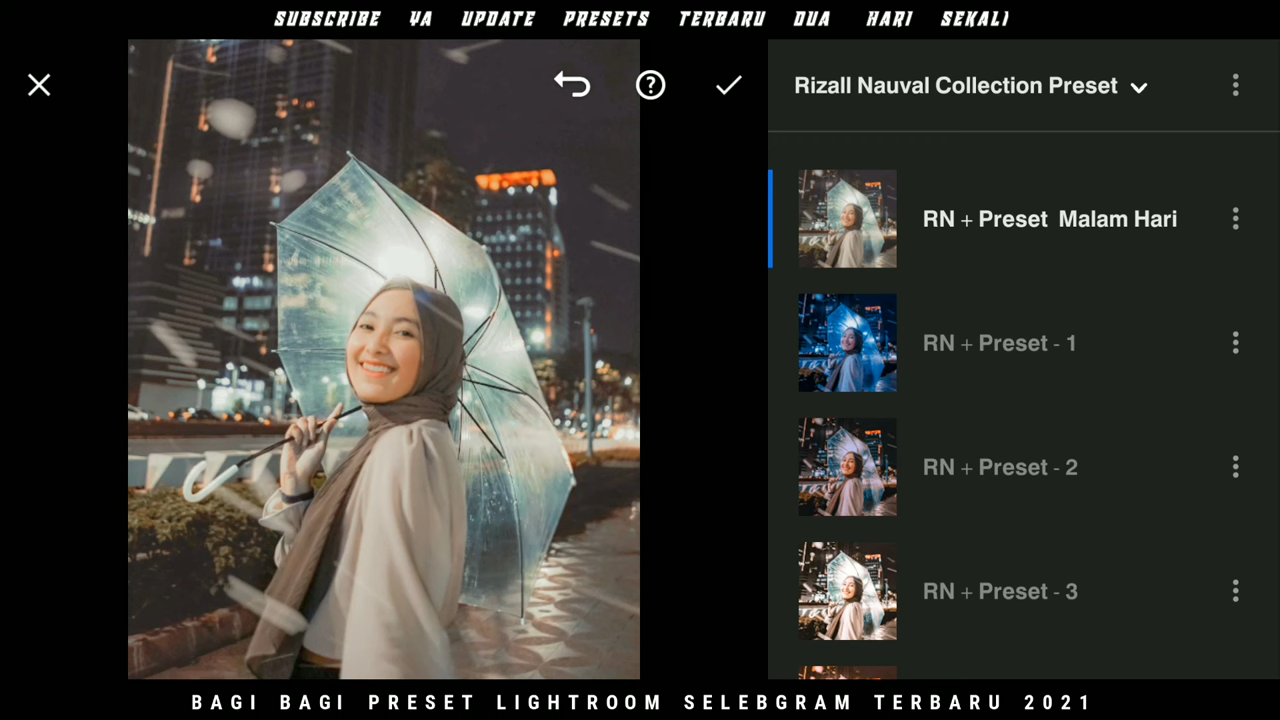 SUBSCRIBE YA UPDATE PRESETS TERBARU DUA HARI SEKALI
Rizall Nauval Collection Preset
RN + Preset Malam Hari
RN + Preset - 1
RN + Preset - 2
RN + Preset - 3
BAGI BAGI PRESET LIGHTROOM SELEBGRAM TERBARU 2021